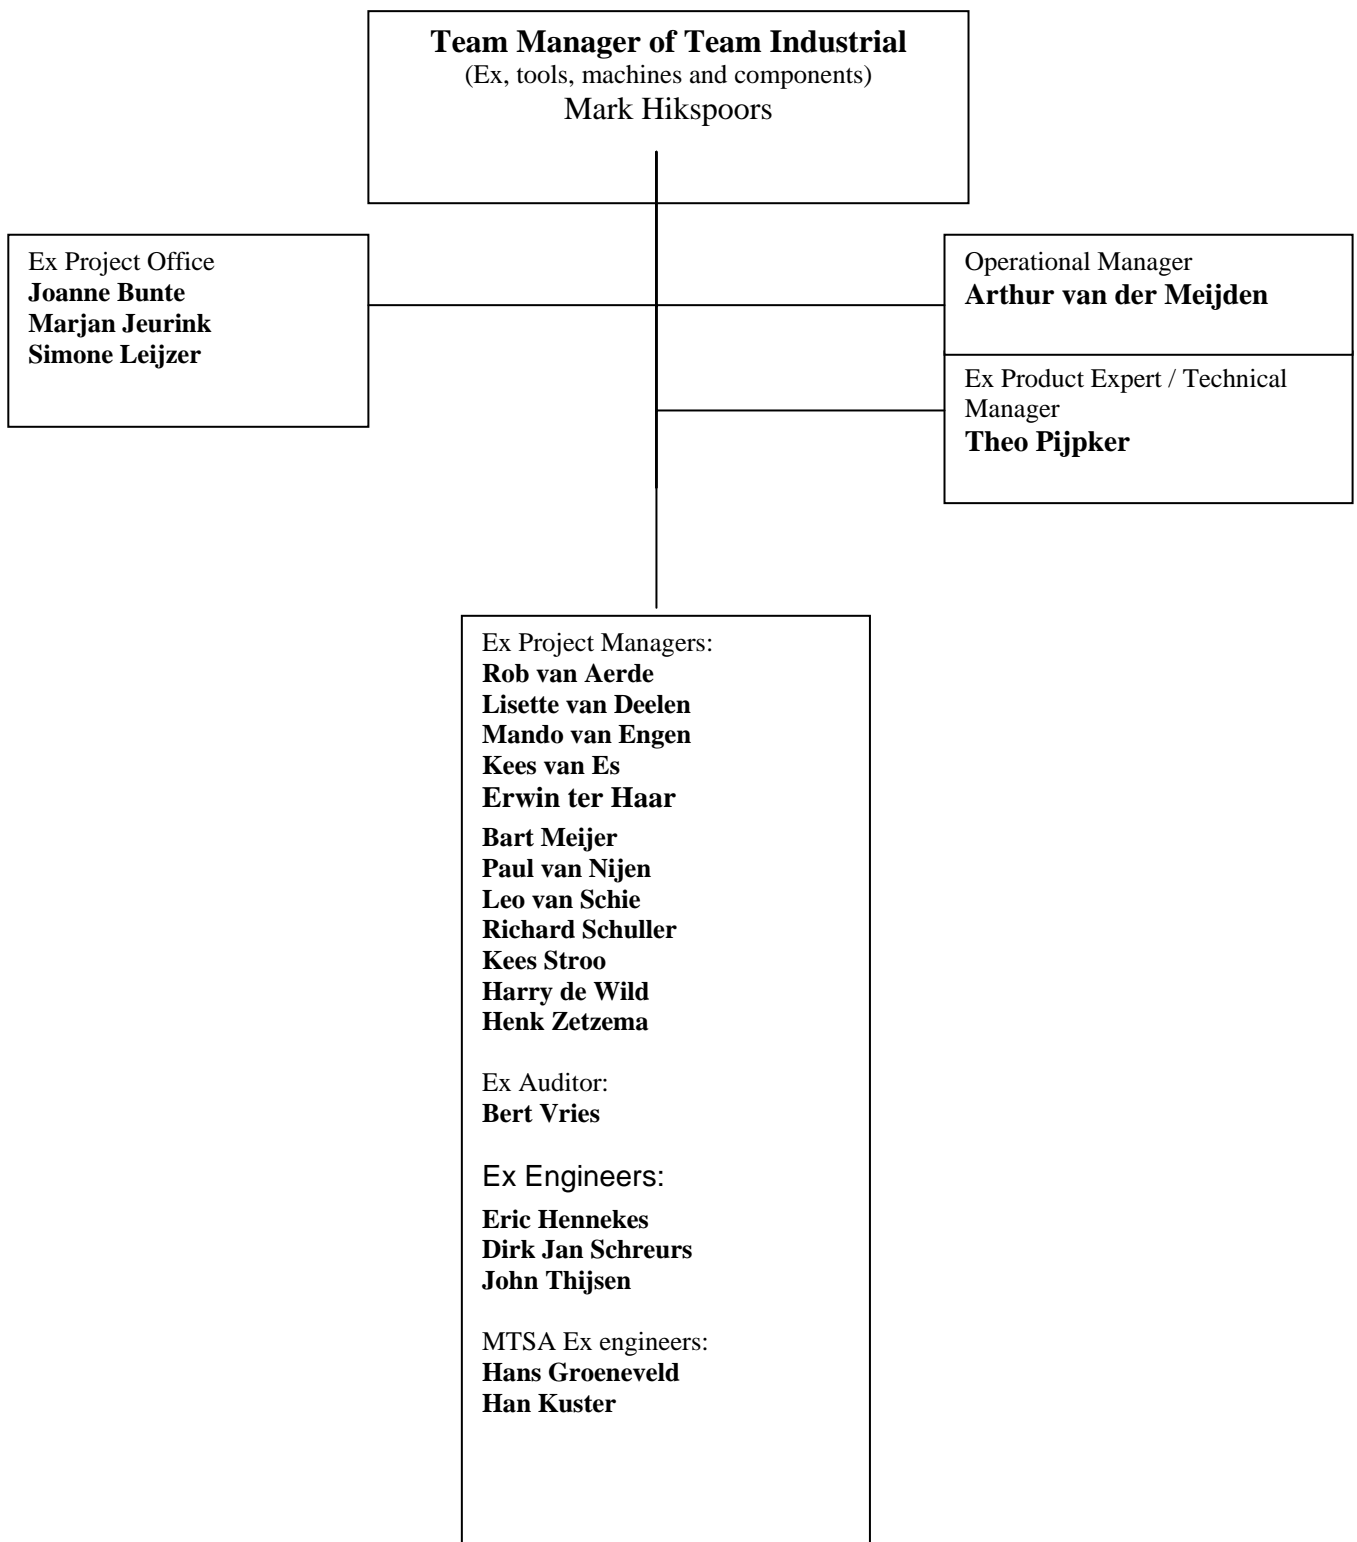 Team Manager of Team Industrial
(Ex, tools, machines and components)
Mark Hikspoors
Ex Project Office
Joanne Bunte
Marjan Jeurink
Simone Leijzer
Operational Manager
Arthur van der Meijden
Ex Product Expert / Technical
Manager
Theo Pijpker
Ex Project Managers:
Rob van Aerde
Lisette van Deelen
Mando van Engen
Kees van Es
Erwin ter Haar
Bart Meijer
Paul van Nijen
Leo van Schie
Richard Schuller
Kees Stroo
Harry de Wild
Henk Zetzema
Ex Auditor:
Bert Vries
Ex Engineers:
Eric Hennekes
Dirk Jan Schreurs
John Thijsen
MTSA Ex engineers:
Hans Groeneveld
Han Kuster